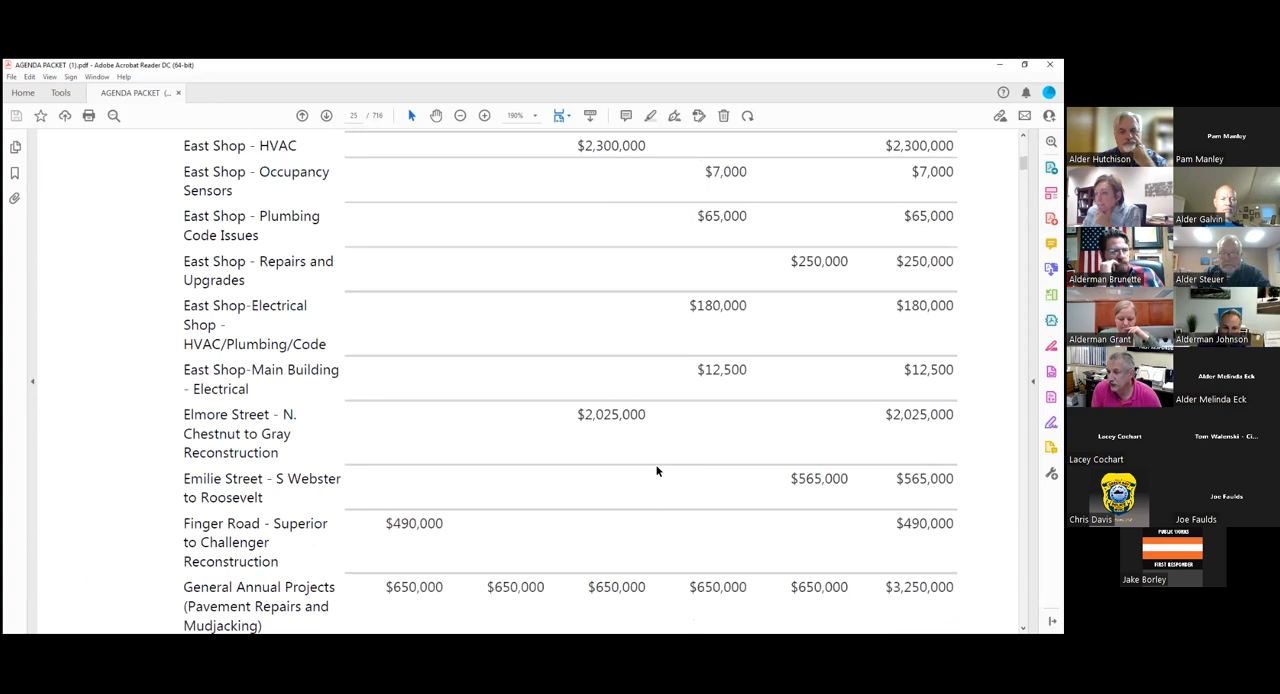 AGENDA PACKET (1).pdf - Adobe Acrobat Reader DC (64-bit)
File Edit View Sign Window Help
Home Tools AGENDA PACKET (... ×
25 / 716 190%
East Shop - HVAC $2,300,000 $2,300,000
East Shop - Occupancy $7,000 $7,000
Sensors
East Shop - Plumbing $65,000 $65,000
Code Issues
East Shop - Repairs and $250,000 $250,000
Upgrades
East Shop-Electrical $180,000 $180,000
Shop -
HVAC/Plumbing/Code
East Shop-Main Building $12,500 $12,500
- Electrical
Elmore Street - N. $2,025,000 $2,025,000
Chestnut to Gray
Reconstruction
Emilie Street - S Webster $565,000 $565,000
to Roosevelt
Finger Road - Superior $490,000 $490,000
to Challenger
Reconstruction
General Annual Projects $650,000 $650,000 $650,000 $650,000 $650,000 $3,250,000
(Pavement Repairs and
Mudjacking)
Pam Manley
Alder Hutchison Pam Manley
Alder Galvin
Alderman Brunette Alder Steuer
Alderman Grant Alderman Johnson
Alder Melinda Eck
Alder Melinda Eck
Lacey Cochart Tom Walenski - Ci...
Lacey Cochart
Joe Faulds
Chris Davis Joe Faulds
PUBLIC WORKS
FIRST RESPONDER
Jake Borley